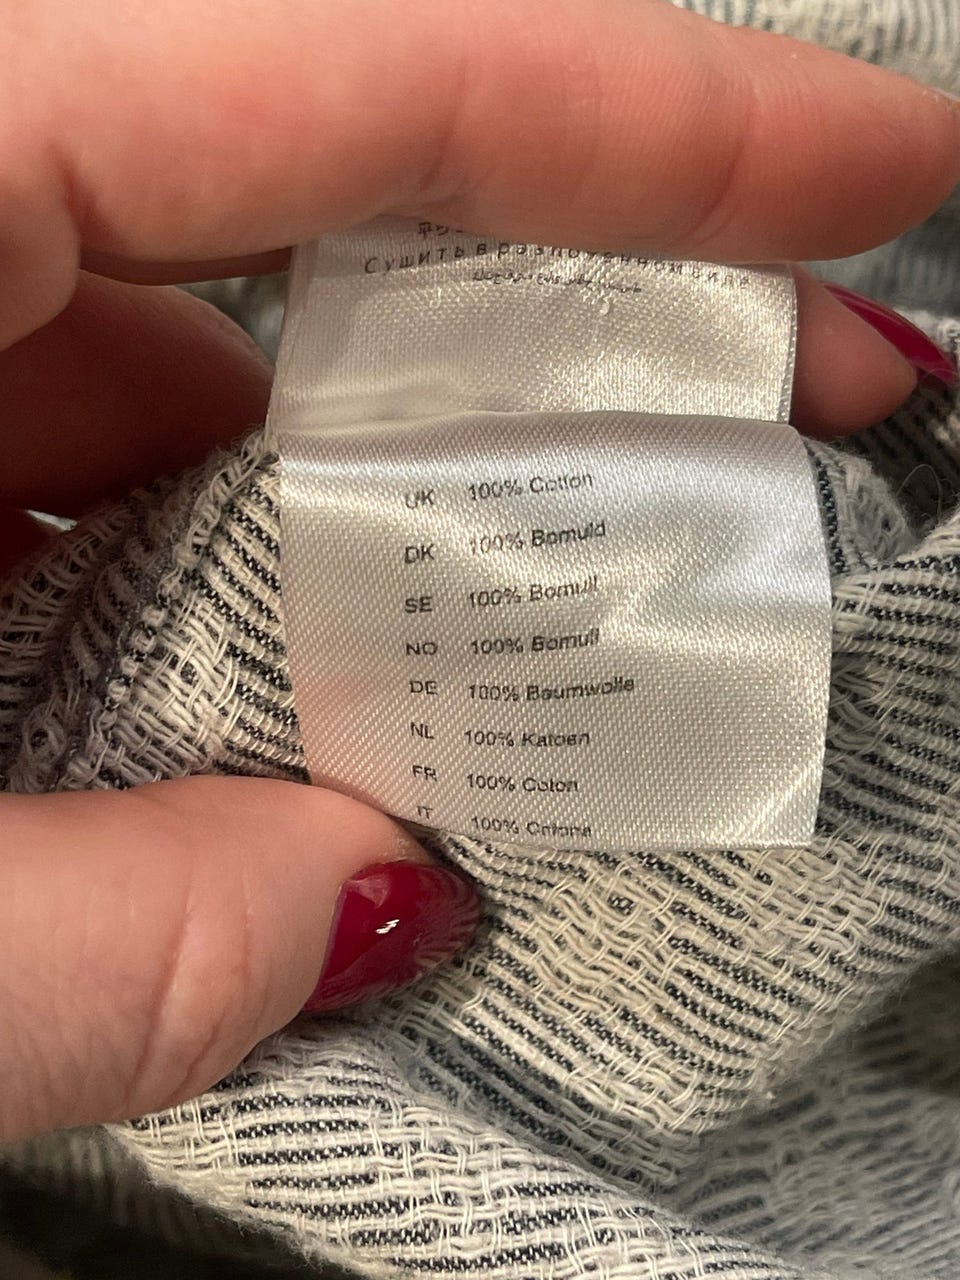 Сушить в разложенном виде
UK 100% Cotton
DK 100% Bomuld
SE 100% Bomull
NO 100% Bomull
DE 100% Baumwolle
NL 100% Katoen
FR 100% Coton
IT 100% Cotone